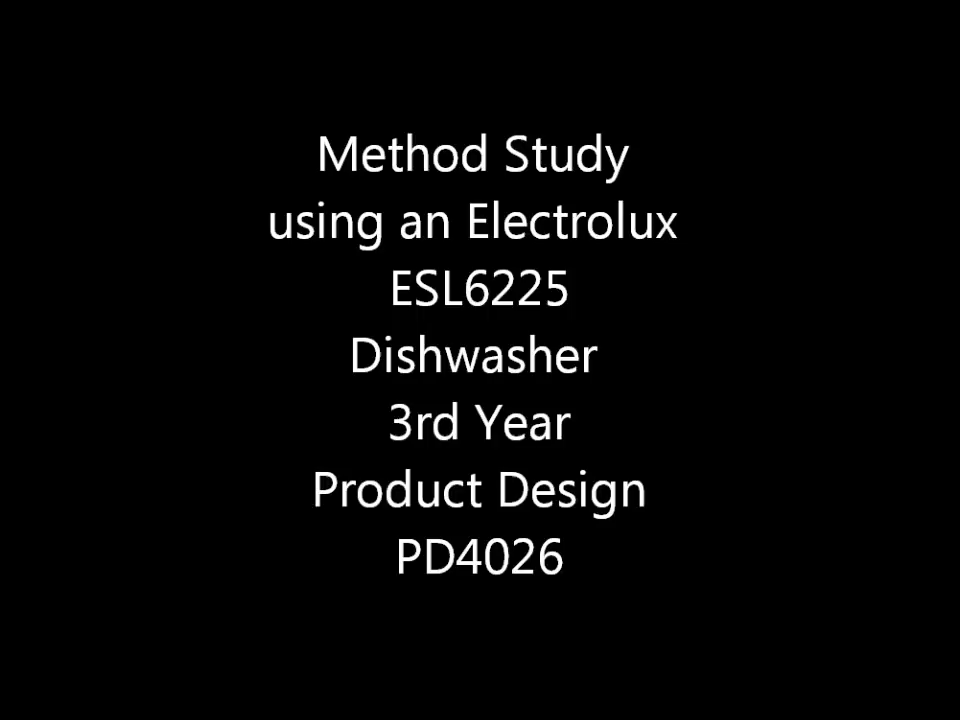 Method Study
using an Electrolux
ESL6225
Dishwasher
3rd Year
Product Design
PD4026